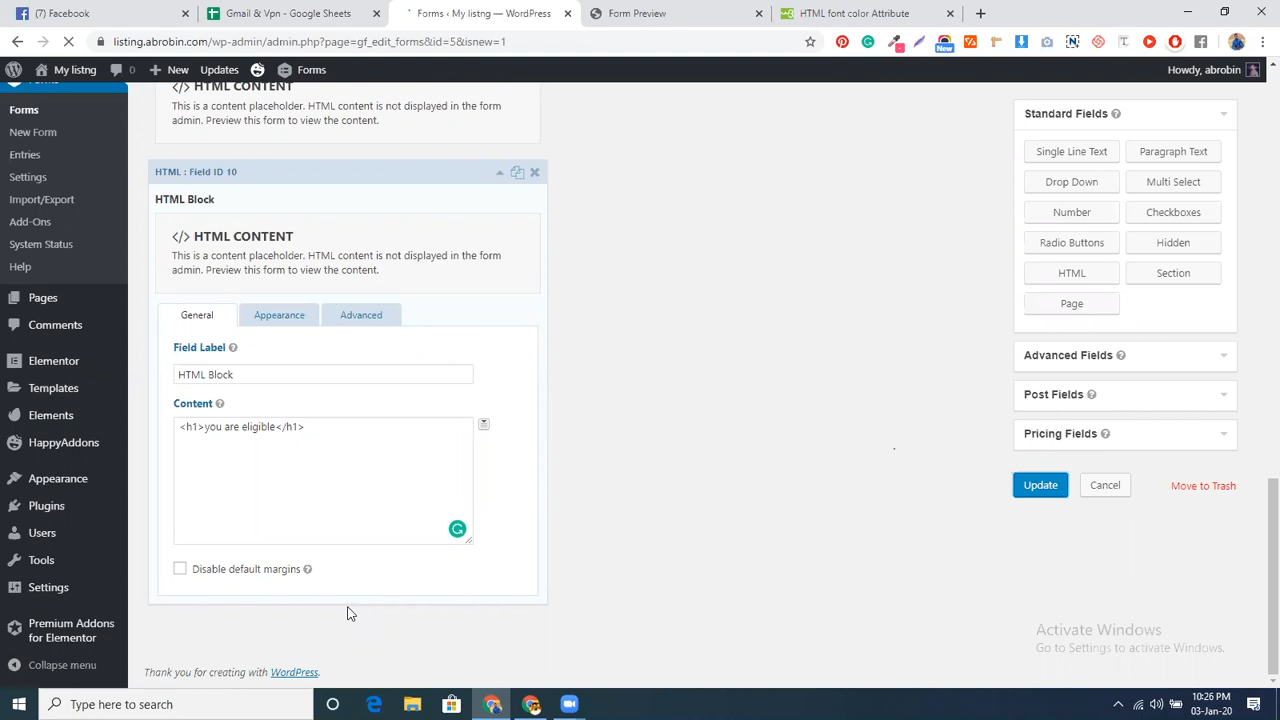 (7) Facebook
Gmail & Vpn - Google Sheets
Forms ‹ My listng — WordPress
Form Preview
HTML font color Attribute
listing.abrobin.com/wp-admin/admin.php?page=gf_edit_forms&id=5&isnew=1
New
My listng
0
New
Updates
Forms
Howdy, abrobin
Forms
Forms
New Form
Entries
Settings
Import/Export
Add-Ons
System Status
Help
Pages
Comments
Elementor
Templates
Elements
HappyAddons
Appearance
Plugins
Users
Tools
Settings
Premium Addons
for Elementor
Collapse menu
</> HTML CONTENT
This is a content placeholder. HTML content is not displayed in the form
admin. Preview this form to view the content.
HTML : Field ID 10
HTML Block
</> HTML CONTENT
This is a content placeholder. HTML content is not displayed in the form
admin. Preview this form to view the content.
General
Appearance
Advanced
Field Label
HTML Block
Content
<h1>you are eligible</h1>
Disable default margins
Thank you for creating with WordPress.
Standard Fields
Single Line Text
Paragraph Text
Drop Down
Multi Select
Number
Checkboxes
Radio Buttons
Hidden
HTML
Section
Page
Advanced Fields
Post Fields
Pricing Fields
Update
Cancel
Move to Trash
Activate Windows
Go to Settings to activate Windows.
Type here to search
10:26 PM
03-Jan-20